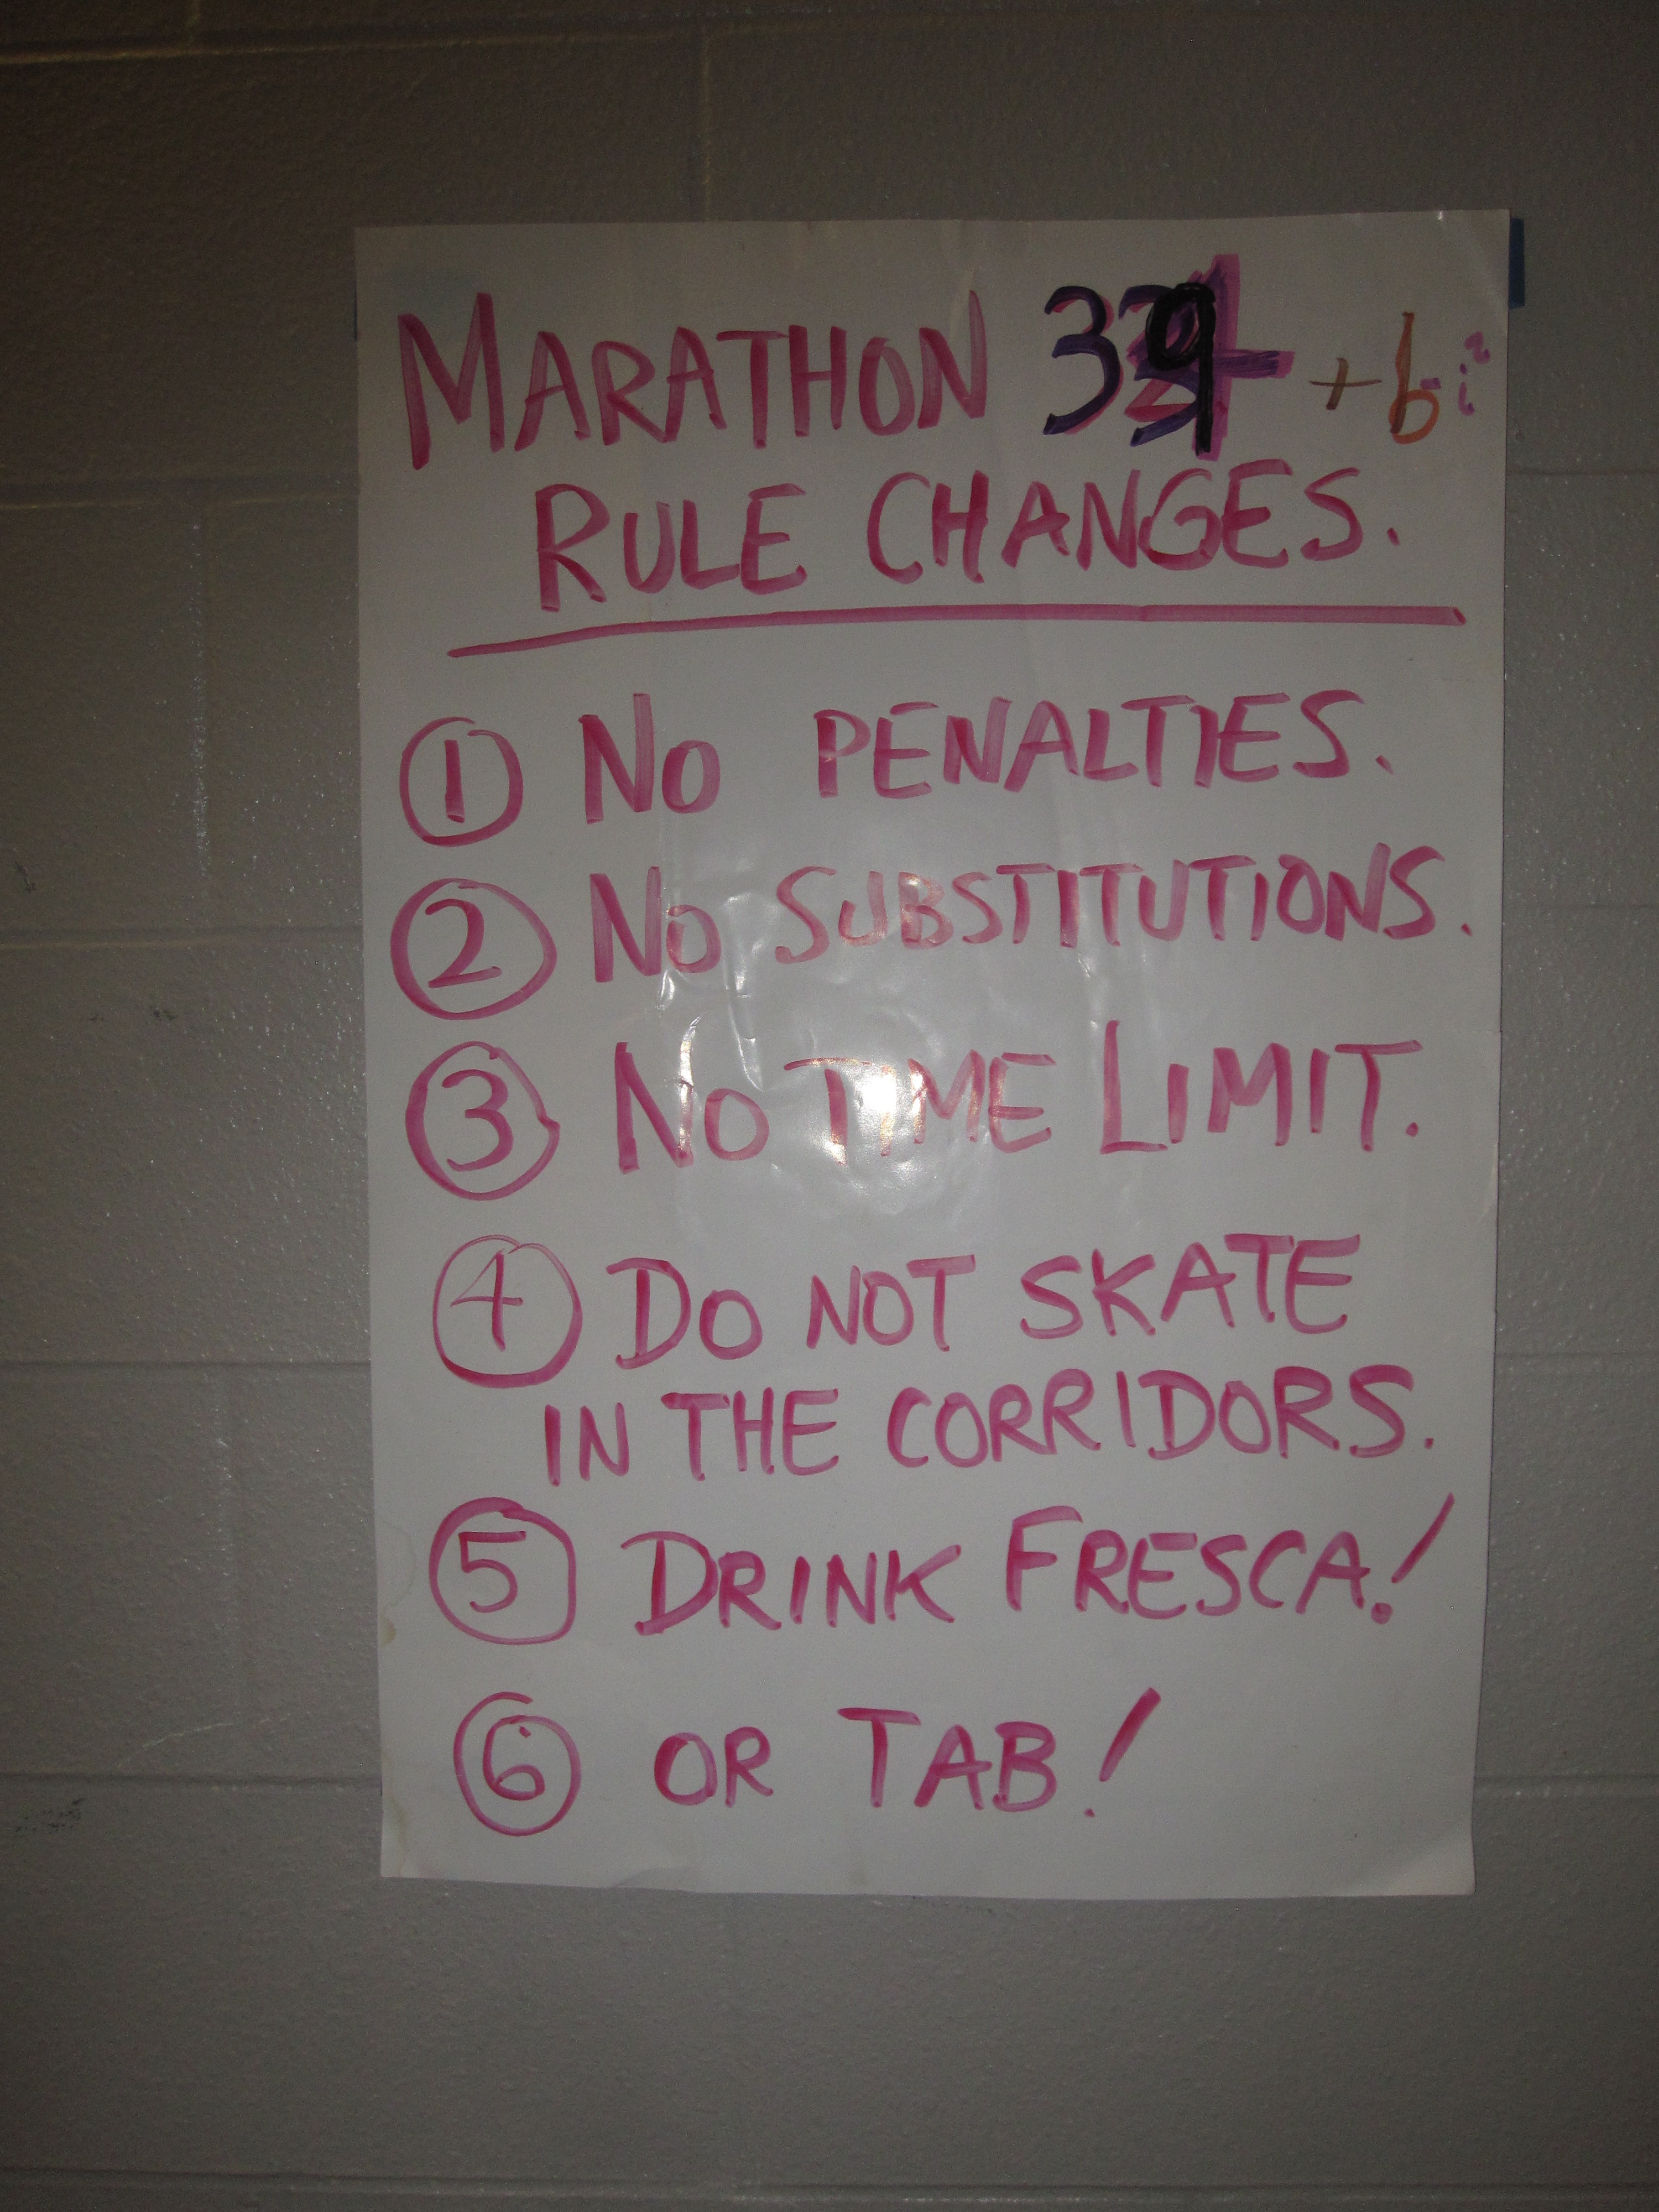 MARATHON 39 + b i²
RULE CHANGES.
1 NO PENALTIES.
2 NO SUBSTITUTIONS.
3 NO TIME LIMIT.
4 DO NOT SKATE
IN THE CORRIDORS.
5 DRINK FRESCA!
6 OR TAB!